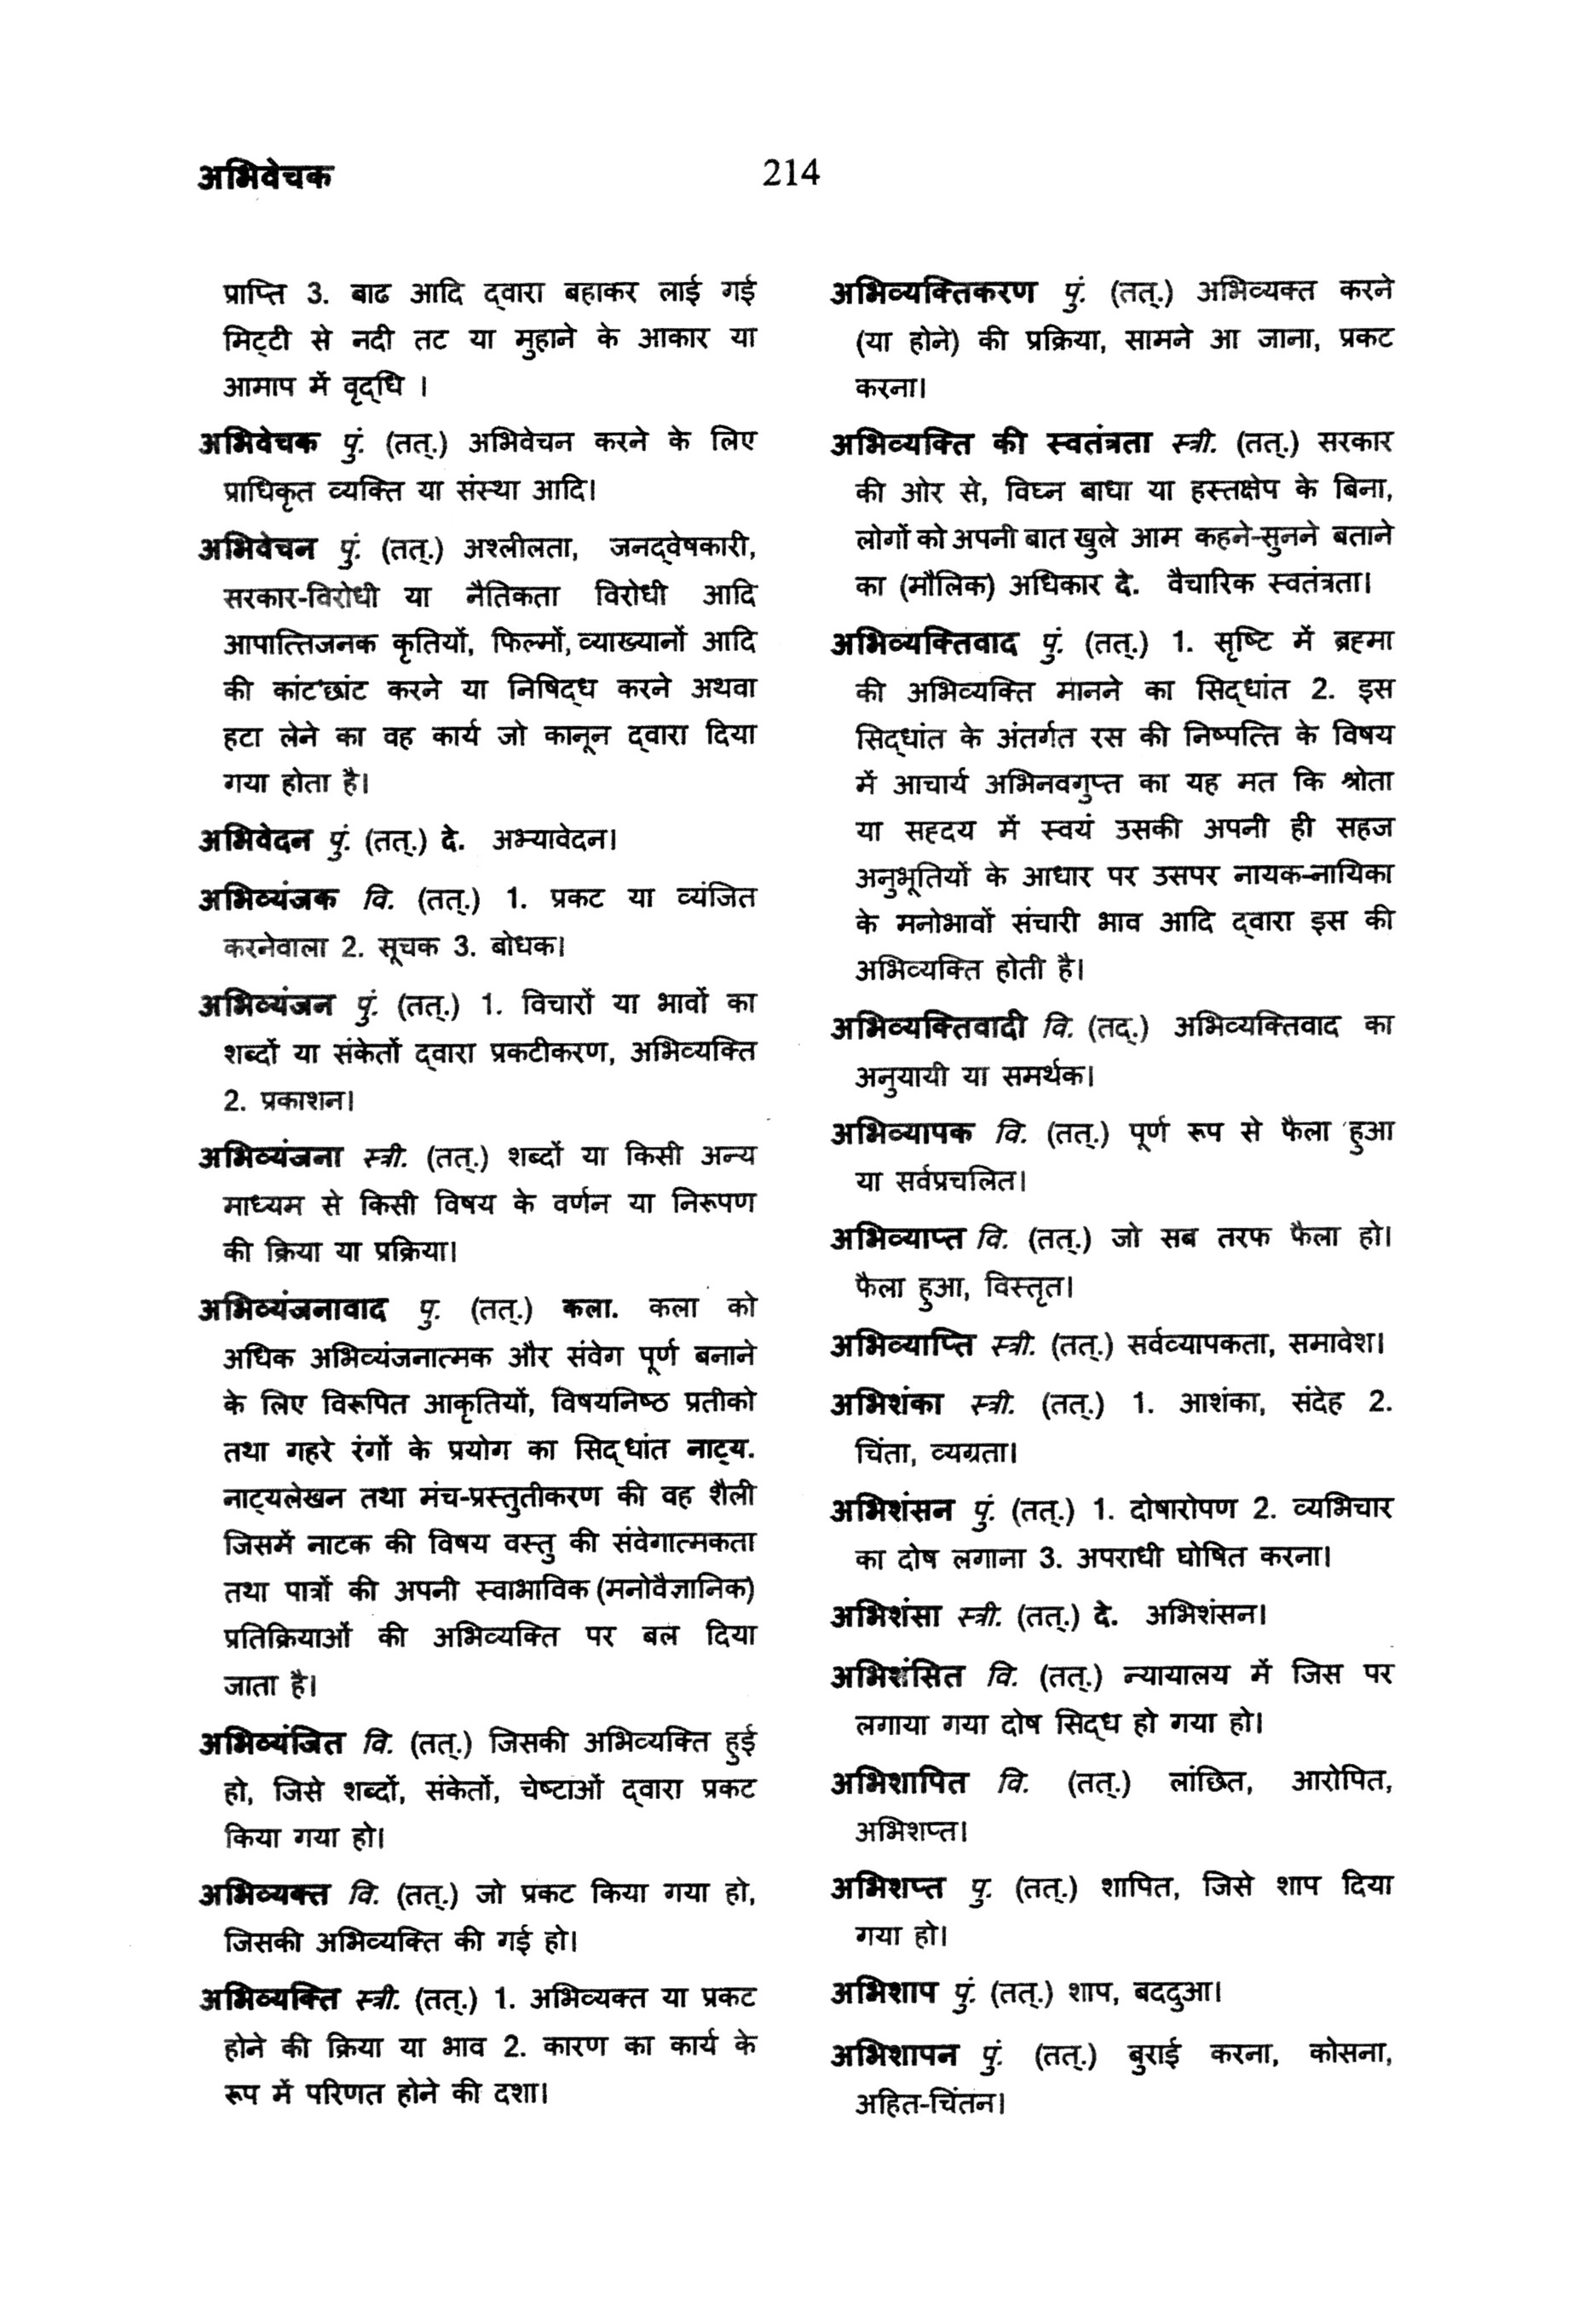 अभिवेचक
214
प्राप्ति 3. बाढ आदि द्वारा बहाकर लाई गई
मिट्टी से नदी तट या मुहाने के आकार या
आमाप में वृद्धि ।
अभिवेचक पुं. (तत्.) अभिवेचन करने के लिए
प्राधिकृत व्यक्ति या संस्था आदि।
अभिवेचन पुं. (तत्.) अश्लीलता, जनद्वेषकारी,
सरकार-विरोधी या नैतिकता विरोधी आदि
आपात्तिजनक कृतियों, फिल्मों, व्याख्यानों आदि
की कांट'छांट करने या निषिद्ध करने अथवा
हटा लेने का वह कार्य जो कानून द्वारा दिया
गया होता है।
अभिवेदन पुं. (तत्.) दे. अभ्यावेदन।
अभिव्यंजक वि. (तत्.) 1. प्रकट या व्यंजित
करनेवाला 2. सूचक 3. बोधक।
अभिव्यंजन पुं. (तत्.) 1. विचारों या भावों का
शब्दों या संकेतों द्वारा प्रकटीकरण, अभिव्यक्ति
2. प्रकाशन।
अभिव्यंजना स्त्री. (तत्.) शब्दों या किसी अन्य
माध्यम से किसी विषय के वर्णन या निरूपण
की क्रिया या प्रक्रिया।
अभिव्यंजनावाद पु. (तत्.) कला. कला को
अधिक अभिव्यंजनात्मक और संवेग पूर्ण बनाने
के लिए विरूपित आकृतियों, विषयनिष्ठ प्रतीको
तथा गहरे रंगों के प्रयोग का सिद्धांत नाट्य.
नाट्यलेखन तथा मंच-प्रस्तुतीकरण की वह शैली
जिसमें नाटक की विषय वस्तु की संवेगात्मकता
तथा पात्रों की अपनी स्वाभाविक (मनोवैज्ञानिक)
प्रतिक्रियाओं की अभिव्यक्ति पर बल दिया
जाता है।
अभिव्यंजित वि. (तत्.) जिसकी अभिव्यक्ति हुई
हो, जिसे शब्दों, संकेतों, चेष्टाओं द्वारा प्रकट
किया गया हो।
अभिव्यक्त वि. (तत्.) जो प्रकट किया गया हो,
जिसकी अभिव्यक्ति की गई हो।
अभिव्यक्ति स्त्री. (तत्.) 1. अभिव्यक्त या प्रकट
होने की क्रिया या भाव 2. कारण का कार्य के
रूप में परिणत होने की दशा।
अभिव्यक्तिकरण पुं. (तत्.) अभिव्यक्त करने
(या होने) की प्रक्रिया, सामने आ जाना, प्रकट
करना।
अभिव्यक्ति की स्वतंत्रता स्त्री. (तत्.) सरकार
की ओर से, विघ्न बाधा या हस्तक्षेप के बिना,
लोगों को अपनी बात खुले आम कहने-सुनने बताने
का (मौलिक) अधिकार दे. वैचारिक स्वतंत्रता।
अभिव्यक्तिवाद पुं. (तत्.) 1. सृष्टि में ब्रह्मा
की अभिव्यक्ति मानने का सिद्धांत 2. इस
सिद्धांत के अंतर्गत रस की निष्पत्ति के विषय
में आचार्य अभिनवगुप्त का यह मत कि श्रोता
या सहृदय में स्वयं उसकी अपनी ही सहज
अनुभूतियों के आधार पर उसपर नायक-नायिका
के मनोभावों संचारी भाव आदि द्वारा इस की
अभिव्यक्ति होती है।
अभिव्यक्तिवादी वि. (तद्.) अभिव्यक्तिवाद का
अनुयायी या समर्थक।
अभिव्यापक वि. (तत्.) पूर्ण रूप से फैला हुआ
या सर्वप्रचलित।
अभिव्याप्त वि. (तत्.) जो सब तरफ फैला हो।
फैला हुआ, विस्तृत।
अभिव्याप्ति स्त्री. (तत्.) सर्वव्यापकता, समावेश।
अभिशंका स्त्री. (तत्.) 1. आशंका, संदेह 2.
चिंता, व्यग्रता।
अभिशंसन पुं. (तत्.) 1. दोषारोपण 2. व्यभिचार
का दोष लगाना 3. अपराधी घोषित करना।
अभिशंसा स्त्री. (तत्.) दे. अभिशंसन।
अभिशंसित वि. (तत्.) न्यायालय में जिस पर
लगाया गया दोष सिद्ध हो गया हो।
अभिशापित वि. (तत्.) लांछित, आरोपित,
अभिशप्त।
अभिशप्त पु. (तत्.) शापित, जिसे शाप दिया
गया हो।
अभिशाप पुं. (तत्.) शाप, बददुआ।
अभिशापन पुं. (तत्.) बुराई करना, कोसना,
अहित-चिंतन।